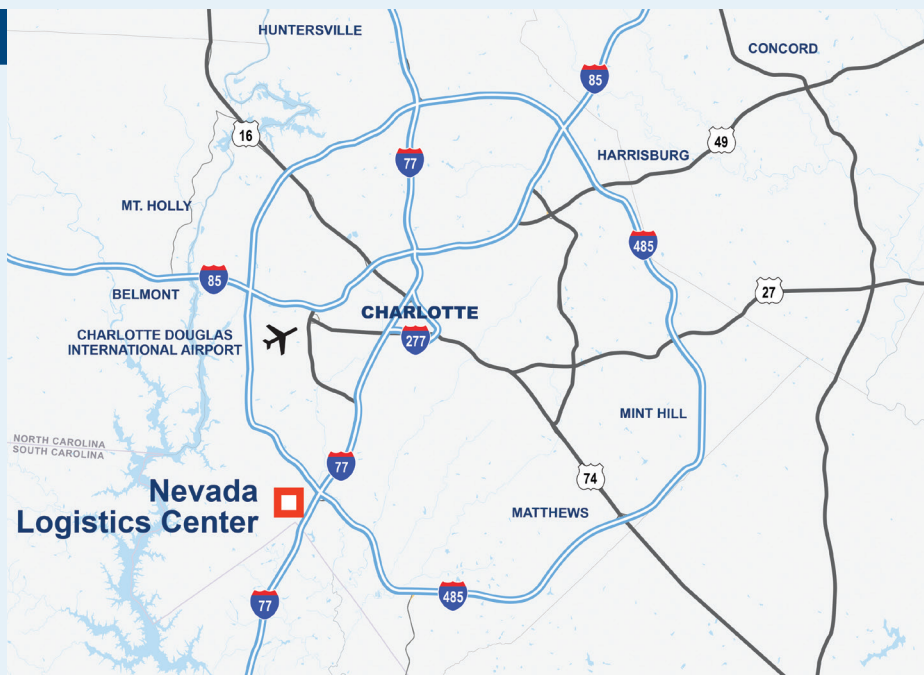 HUNTERSVILLE
CONCORD
85
16
49
77
HARRISBURG
MT. HOLLY
485
85
27
BELMONT
CHARLOTTE
CHARLOTTE DOUGLAS
INTERNATIONAL AIRPORT
277
MINT HILL
NORTH CAROLINA
SOUTH CAROLINA
77
74
Nevada
Logistics Center
MATTHEWS
77
485